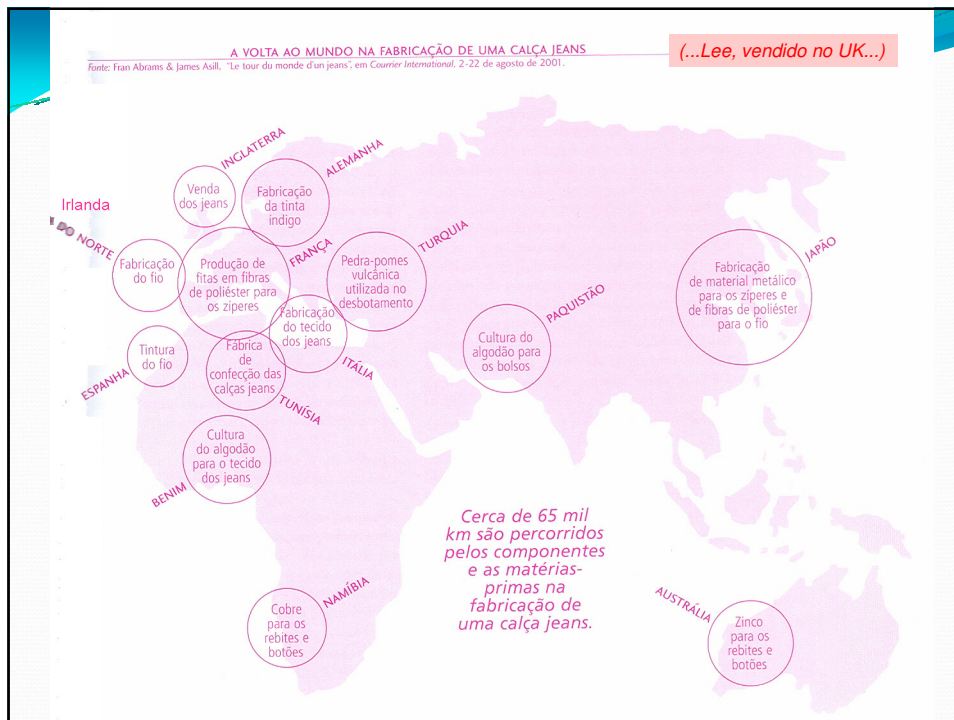 A VOLTA AO MUNDO NA FABRICAÇÃO DE UMA CALÇA JEANS
(...Lee, vendido no UK...)
Fonte: Fran Abrams & James Asill, "Le tour du monde d'un jeans", em Courrier International, 2-22 de agosto de 2001.
INGLATERRA
Venda
dos jeans
ALEMANHA
Fabricação
da tinta
índigo
Irlanda
DO NORTE
Fabricação
do fio
FRANÇA
Produção de
fitas em fibras
de poliéster para
os zíperes
TURQUIA
Pedra-pomes
vulcânica
utilizada no
desbotamento
JAPÃO
Fabricação
de material metálico
para os zíperes e
de fibras de poliéster
para o fio
PAQUISTÃO
Cultura do
algodão para
os bolsos
Fabricação
do tecido
dos jeans
ITÁLIA
Tintura
do fio
ESPANHA
Fábrica
de
confecção das
calças jeans
TUNÍSIA
Cultura
do algodão
para o tecido
dos jeans
BENIM
Cerca de 65 mil
km são percorridos
pelos componentes
e as matérias-
primas na
fabricação de
uma calça jeans.
NAMÍBIA
Cobre
para os
rebites e
botões
AUSTRÁLIA
Zinco
para os
rebites e
botões